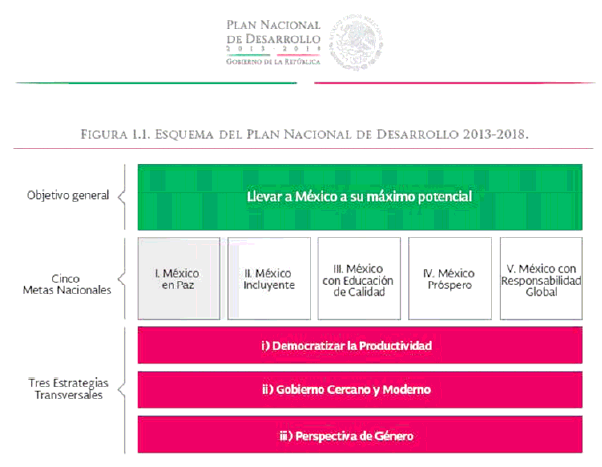 PLAN NACIONAL
DE DESARROLLO
2013-2018
GOBIERNO DE LA REPÚBLICA
FIGURA 1.1. ESQUEMA DEL PLAN NACIONAL DE DESARROLLO 2013-2018.
Objetivo general
Llevar a México a su máximo potencial
Cinco
Metas Nacionales
I. México
en Paz
II. México
Incluyente
III. México
con Educación
de Calidad
IV. México
Próspero
V. México con
Responsabilidad
Global
Tres Estrategias
Transversales
i) Democratizar la Productividad
ii) Gobierno Cercano y Moderno
iii) Perspectiva de Género